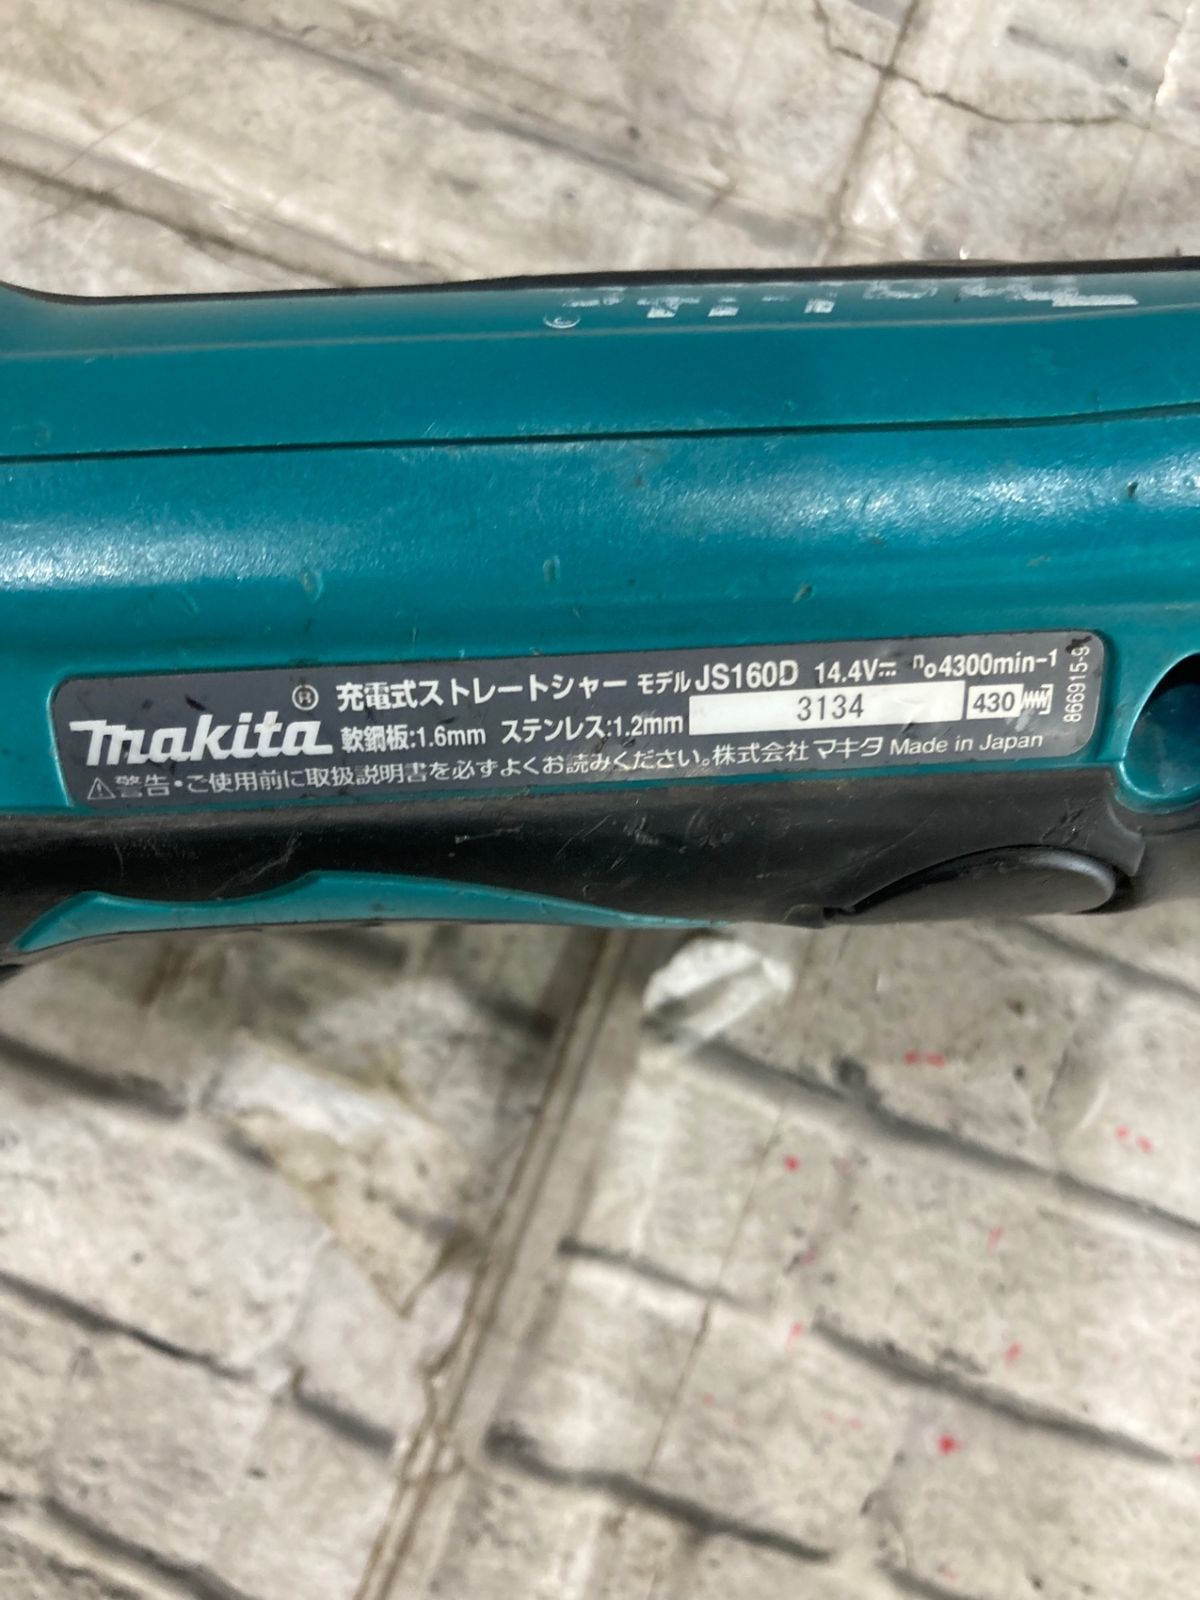 makita® 充電式ストレートシャー モデル JS160D 14.4V⎓ n₀4300min-1
軟鋼板:1.6mm ステンレス:1.2mm 3134 430
⚠警告・ご使用前に取扱説明書を必ずよくお読みください。株式会社 マキタ Made in Japan
866915-9